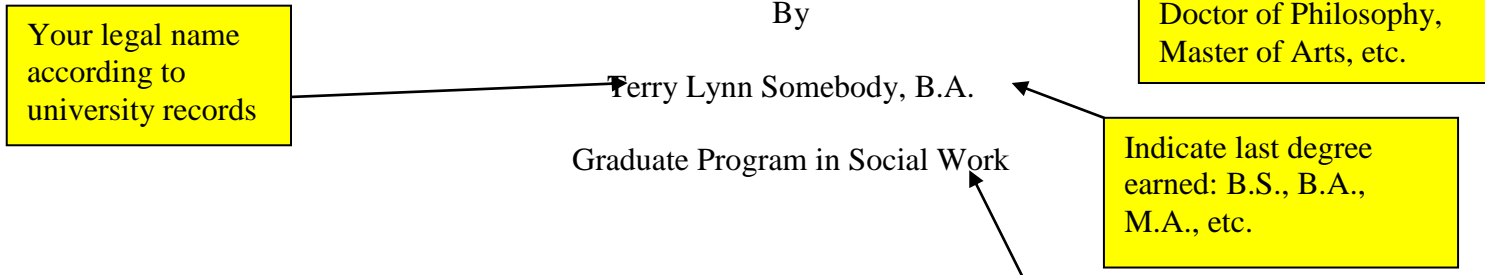 By
Doctor of Philosophy,
Master of Arts, etc.
Your legal name
according to
university records
Terry Lynn Somebody, B.A.
Graduate Program in Social Work
Indicate last degree
earned: B.S., B.A.,
M.A., etc.